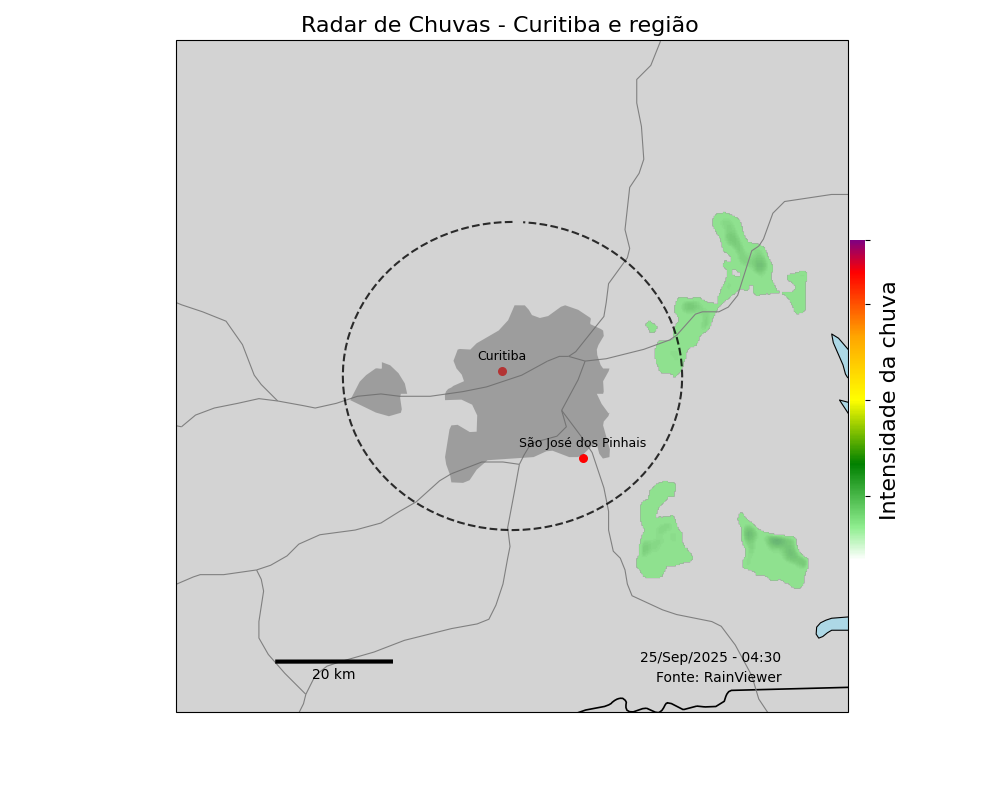 Radar de Chuvas - Curitiba e região
Curitiba
São José dos Pinhais
Intensidade da chuva
25/Sep/2025 - 04:30
Fonte: RainViewer
20 km